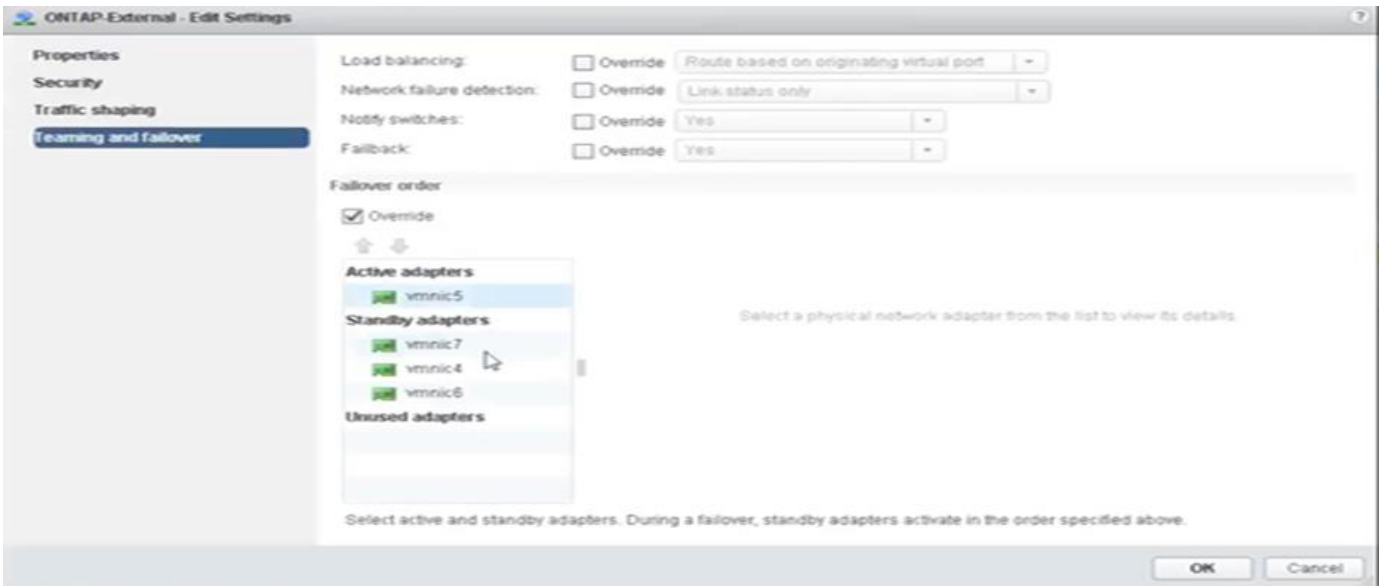 ONTAP-External - Edit Settings
?
Properties
Security
Traffic shaping
Teaming and failover
Load balancing: Override Route based on originating virtual port
Network failure detection: Override Link status only
Notify switches: Override Yes
Failback: Override Yes
Failover order
Override
Active adapters
vmnic5
Standby adapters
vmnic7
vmnic4
vmnic6
Unused adapters
Select a physical network adapter from the list to view its details.
Select active and standby adapters. During a failover, standby adapters activate in the order specified above.
OK Cancel